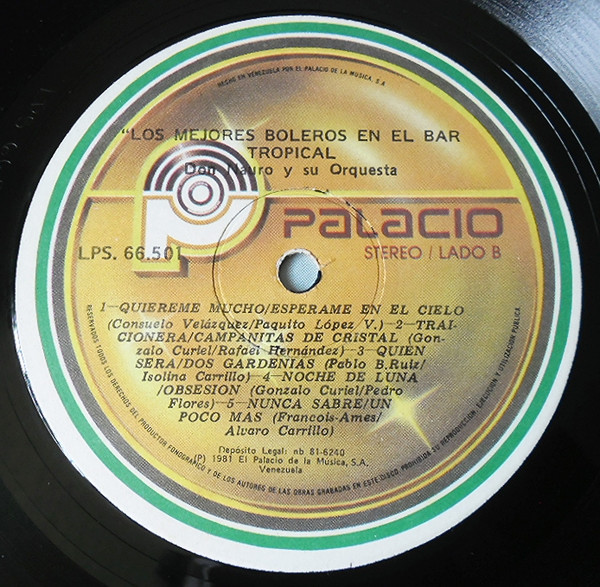 HECHO EN VENEZUELA POR EL PALACIO DE LA MUSICA, S.A.
"LOS MEJORES BOLEROS EN EL BAR
TROPICAL
Don Nauro y su Orquesta
PALACIO
LPS. 66.501
STEREO / LADO B
1—QUIEREME MUCHO/ESPERAME EN EL CIELO
(Consuelo Velázquez/Paquito López V.) 2—TRAI-
CIONERA/CAMPANITAS DE CRISTAL (Gon-
zalo Curiel/Rafael Hernández) 3—QUIEN
SERA/DOS GARDENIAS (Pablo B.Ruiz/
Isolina Carrillo) 4—NOCHE DE LUNA
/OBSESION (Gonzalo Curiel/Pedro
Flores) 5—NUNCA SABRE/UN
POCO MAS (Francois-Ames/
Alvaro Carrillo)
Depósito Legal: nb 81-6240
(P) 1981 El Palacio de la Música, S.A.
Venezuela
RESERVADOS TODOS LOS DERECHOS DEL PRODUCTOR FONOGRAFICO Y DE LOS AUTORES DE LAS OBRAS GRABADAS EN ESTE DISCO PROHIBIDA SU REPRODUCCION, EJECUCION Y UTILIZACION PUBLICA